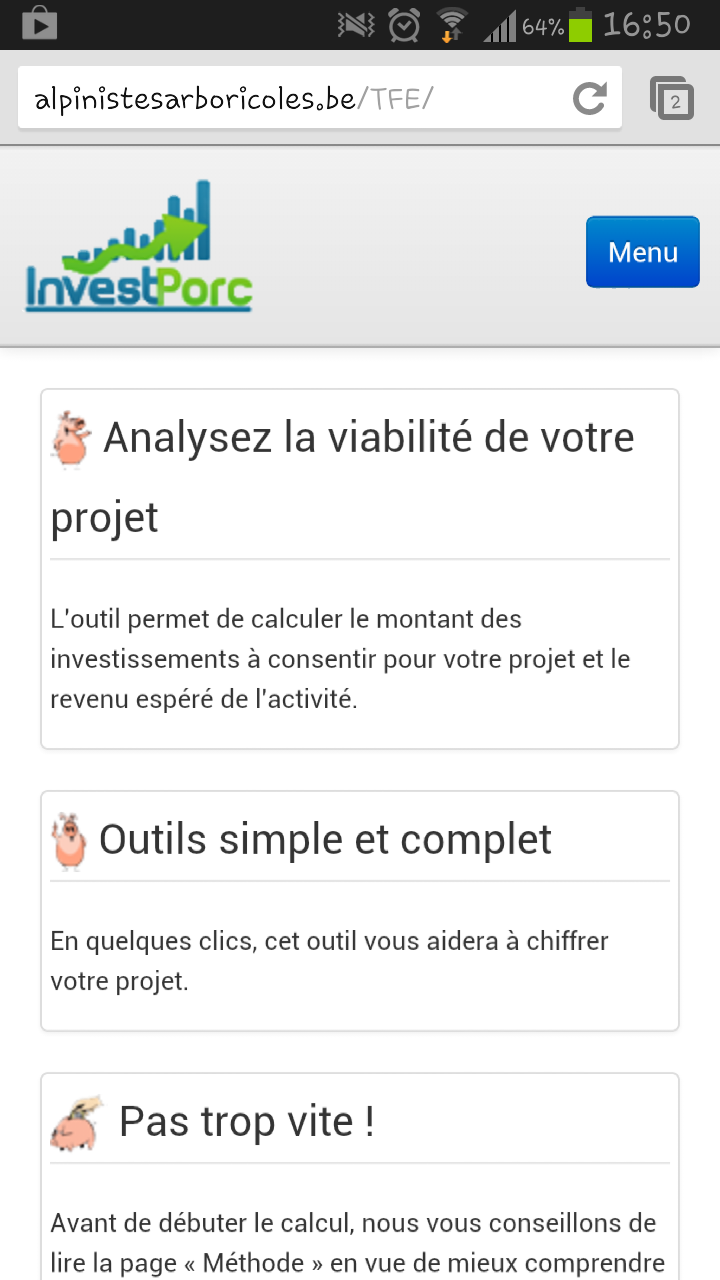 64% 16:50
alpinistesarboricoles.be/TFE/
2
InvestPorc
Menu
Analysez la viabilité de votre
projet
L'outil permet de calculer le montant des
investissements à consentir pour votre projet et le
revenu espéré de l'activité.
Outils simple et complet
En quelques clics, cet outil vous aidera à chiffrer
votre projet.
Pas trop vite !
Avant de débuter le calcul, nous vous conseillons de
lire la page « Méthode » en vue de mieux comprendre